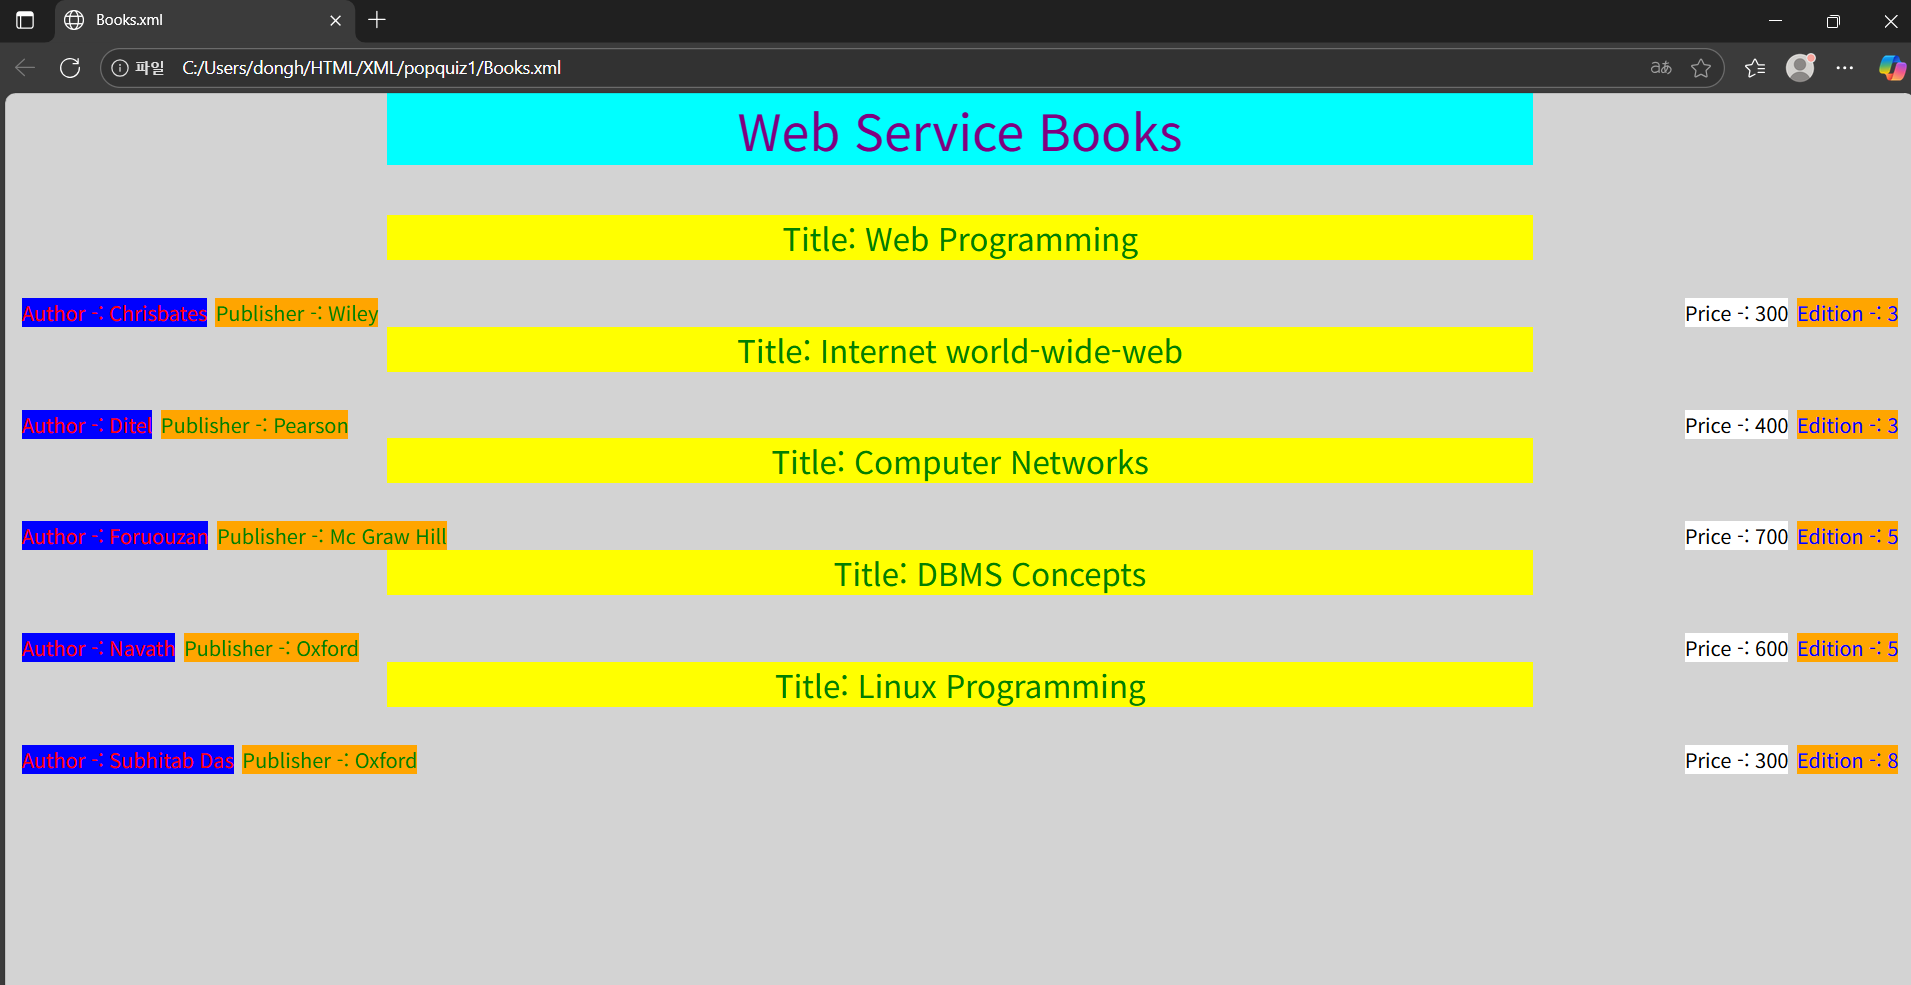 Books.xml
파일 C:/Users/dongh/HTML/XML/popquiz1/Books.xml aあ
Web Service Books
Title: Web Programming
Author -: Chrisbates Publisher -: Wiley Price -: 300 Edition -: 3
Title: Internet world-wide-web
Author -: Ditel Publisher -: Pearson Price -: 400 Edition -: 3
Title: Computer Networks
Author -: Foruouzan Publisher -: Mc Graw Hill Price -: 700 Edition -: 5
Title: DBMS Concepts
Author -: Navath Publisher -: Oxford Price -: 600 Edition -: 5
Title: Linux Programming
Author -: Subhitab Das Publisher -: Oxford Price -: 300 Edition -: 8